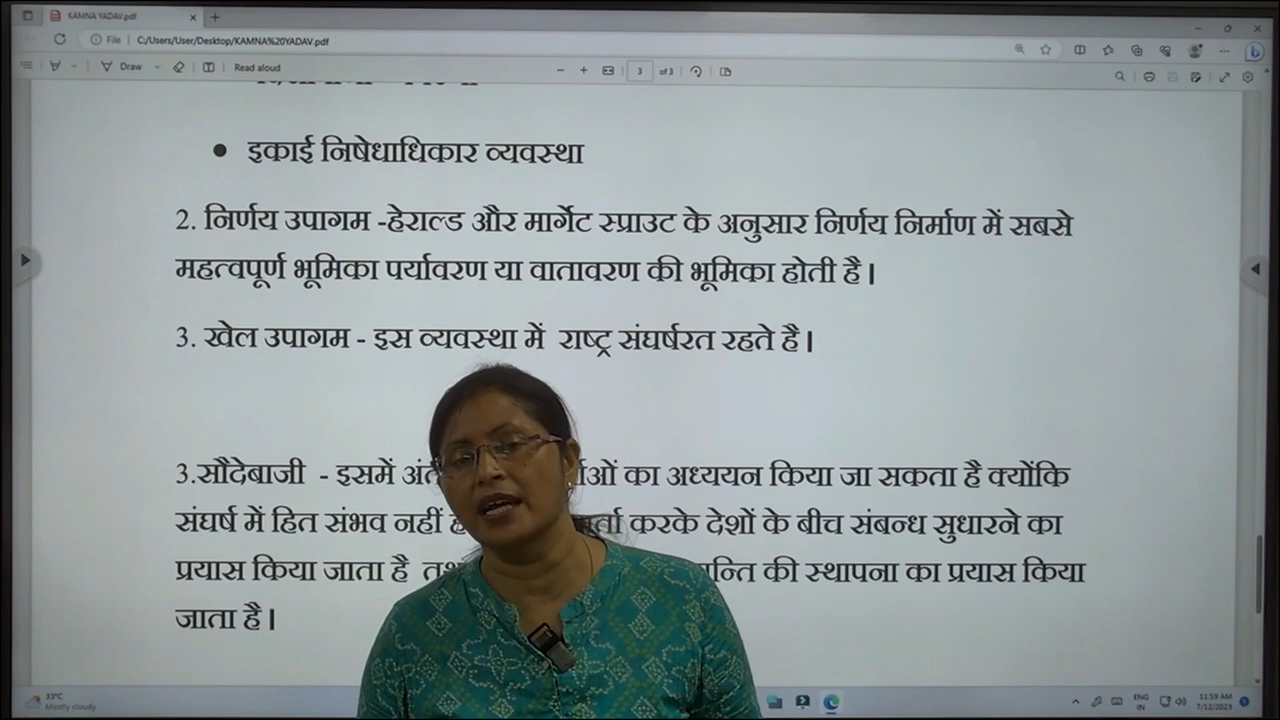 KAMNA YADAV.pdf
File C:/Users/User/Desktop/KAMNA%20YADAV.pdf
Draw Read aloud 3 of 3
• इकाई निषेधाधिकार व्यवस्था
2. निर्णय उपागम -हेराल्ड और मार्गेट स्प्राउट के अनुसार निर्णय निर्माण में सबसे
महत्वपूर्ण भूमिका पर्यावरण या वातावरण की भूमिका होती है ।
3. खेल उपागम - इस व्यवस्था में राष्ट्र संघर्षरत रहते है ।
3.सौदेबाजी - इसमें का अध्ययन किया जा सकता है क्योंकि
संघर्ष में हित संभव नहीं करके देशों के बीच संबन्ध सुधारने का
प्रयास किया जाता है की स्थापना का प्रयास किया
जाता है ।
33°C
Mostly cloudy
ENG
IN
11:59 AM
7/12/2023